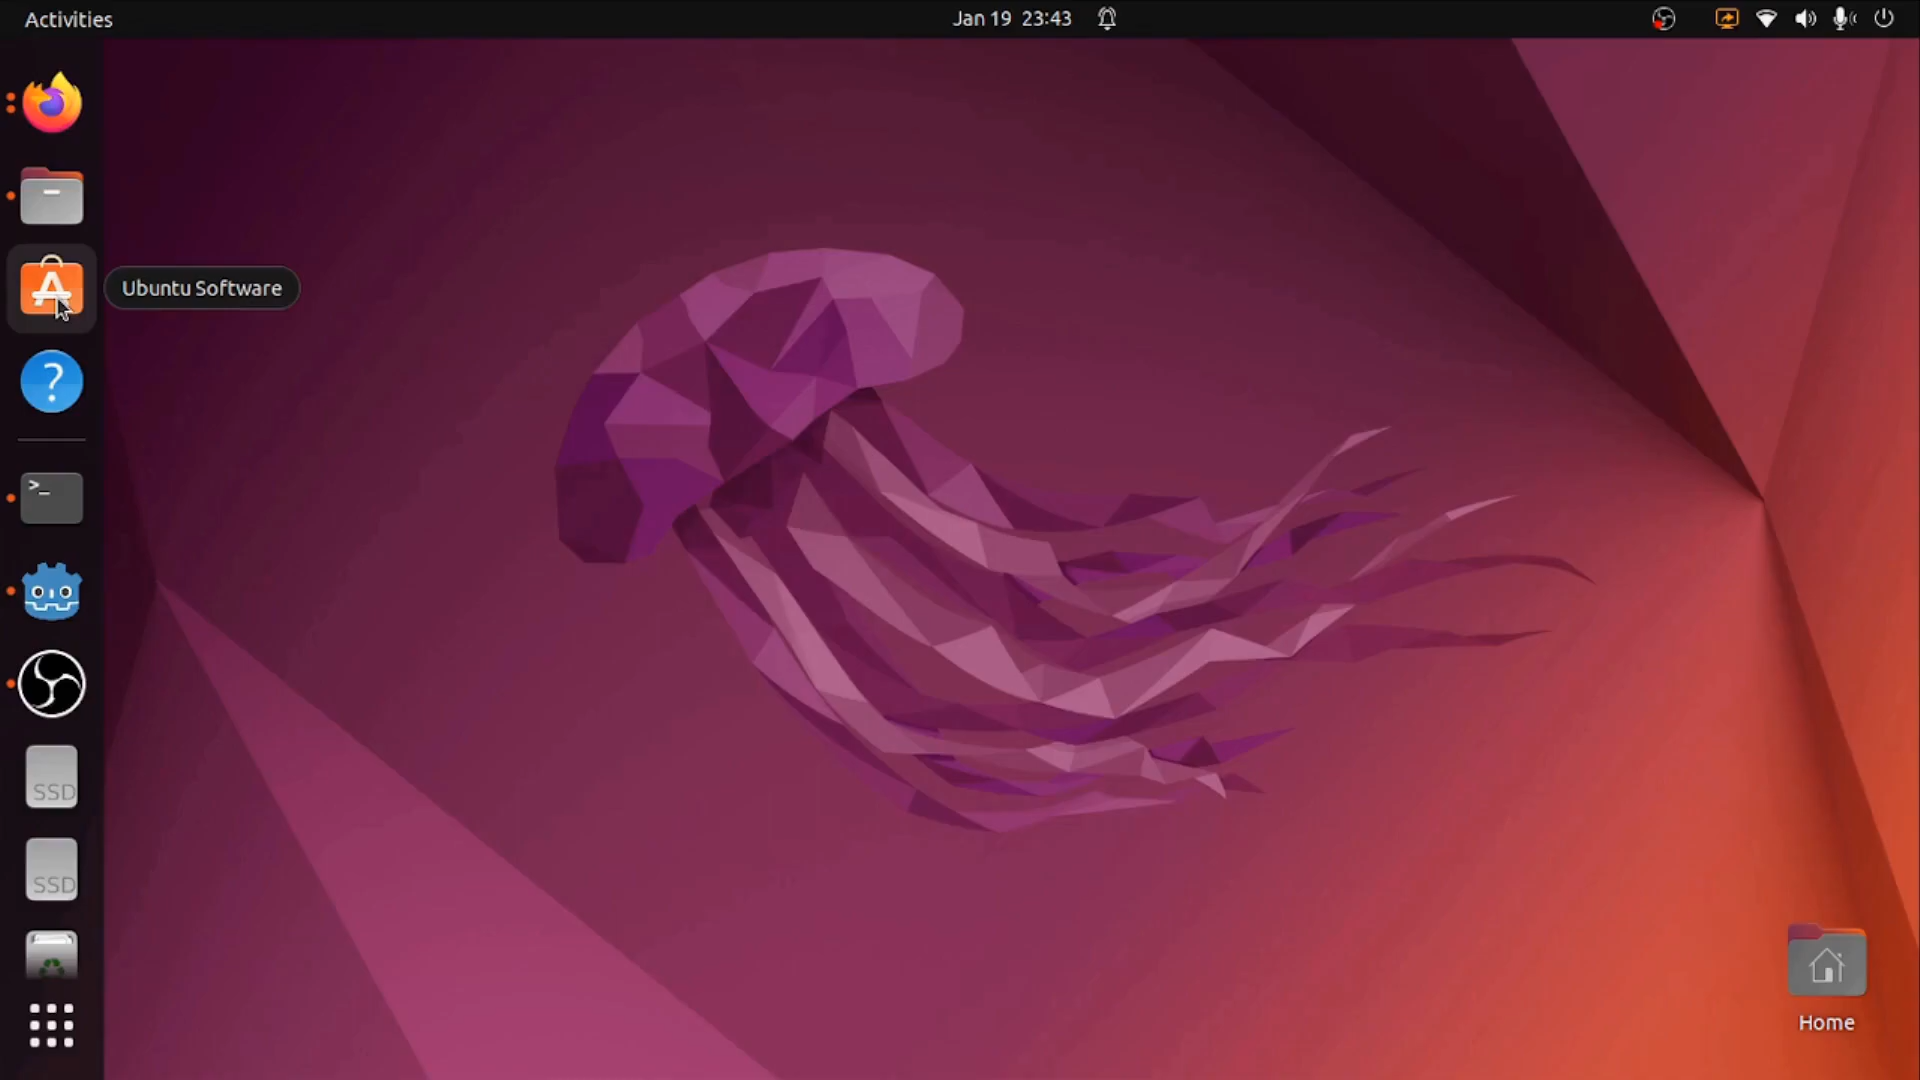 Activities
Jan 19 23:43
Ubuntu Software
?
>_
SSD
SSD
Home